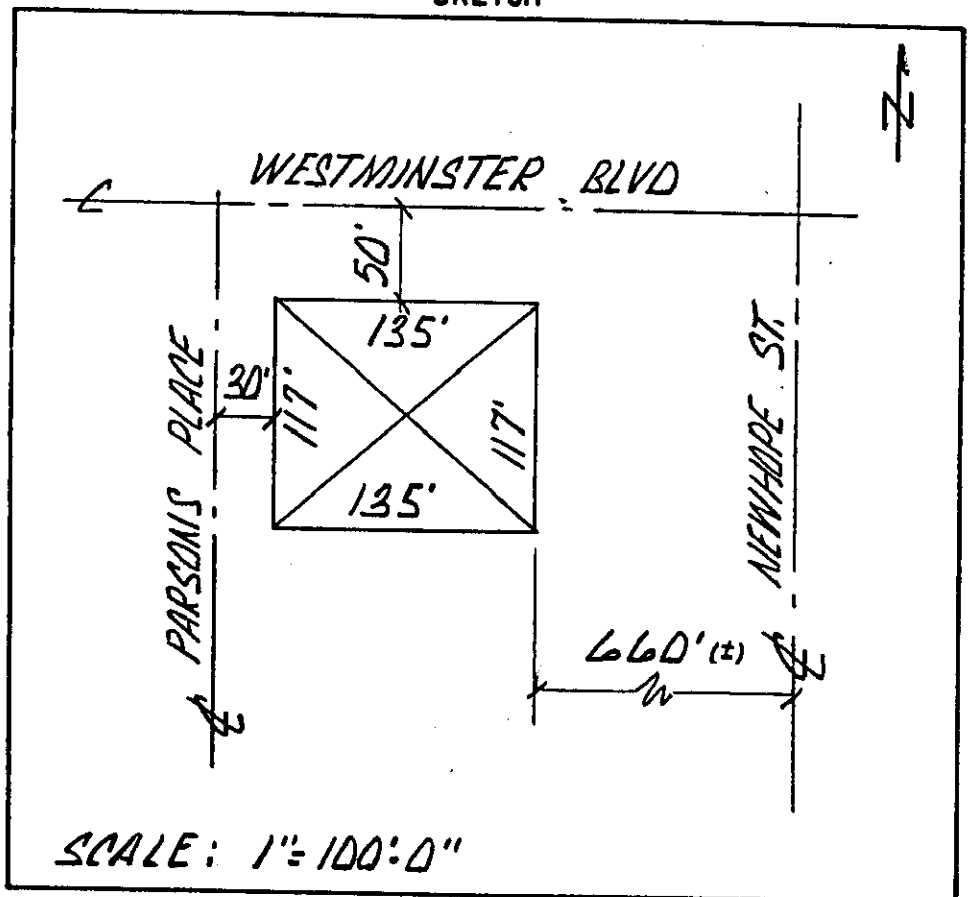 SKETCH
N
WESTMINSTER BLVD
℄
50'
135'
30'
117'
117'
135'
PARSONS PLACE
NEWHOPE ST.
660' (±)
℄
℄
SCALE: 1"=100'-0"